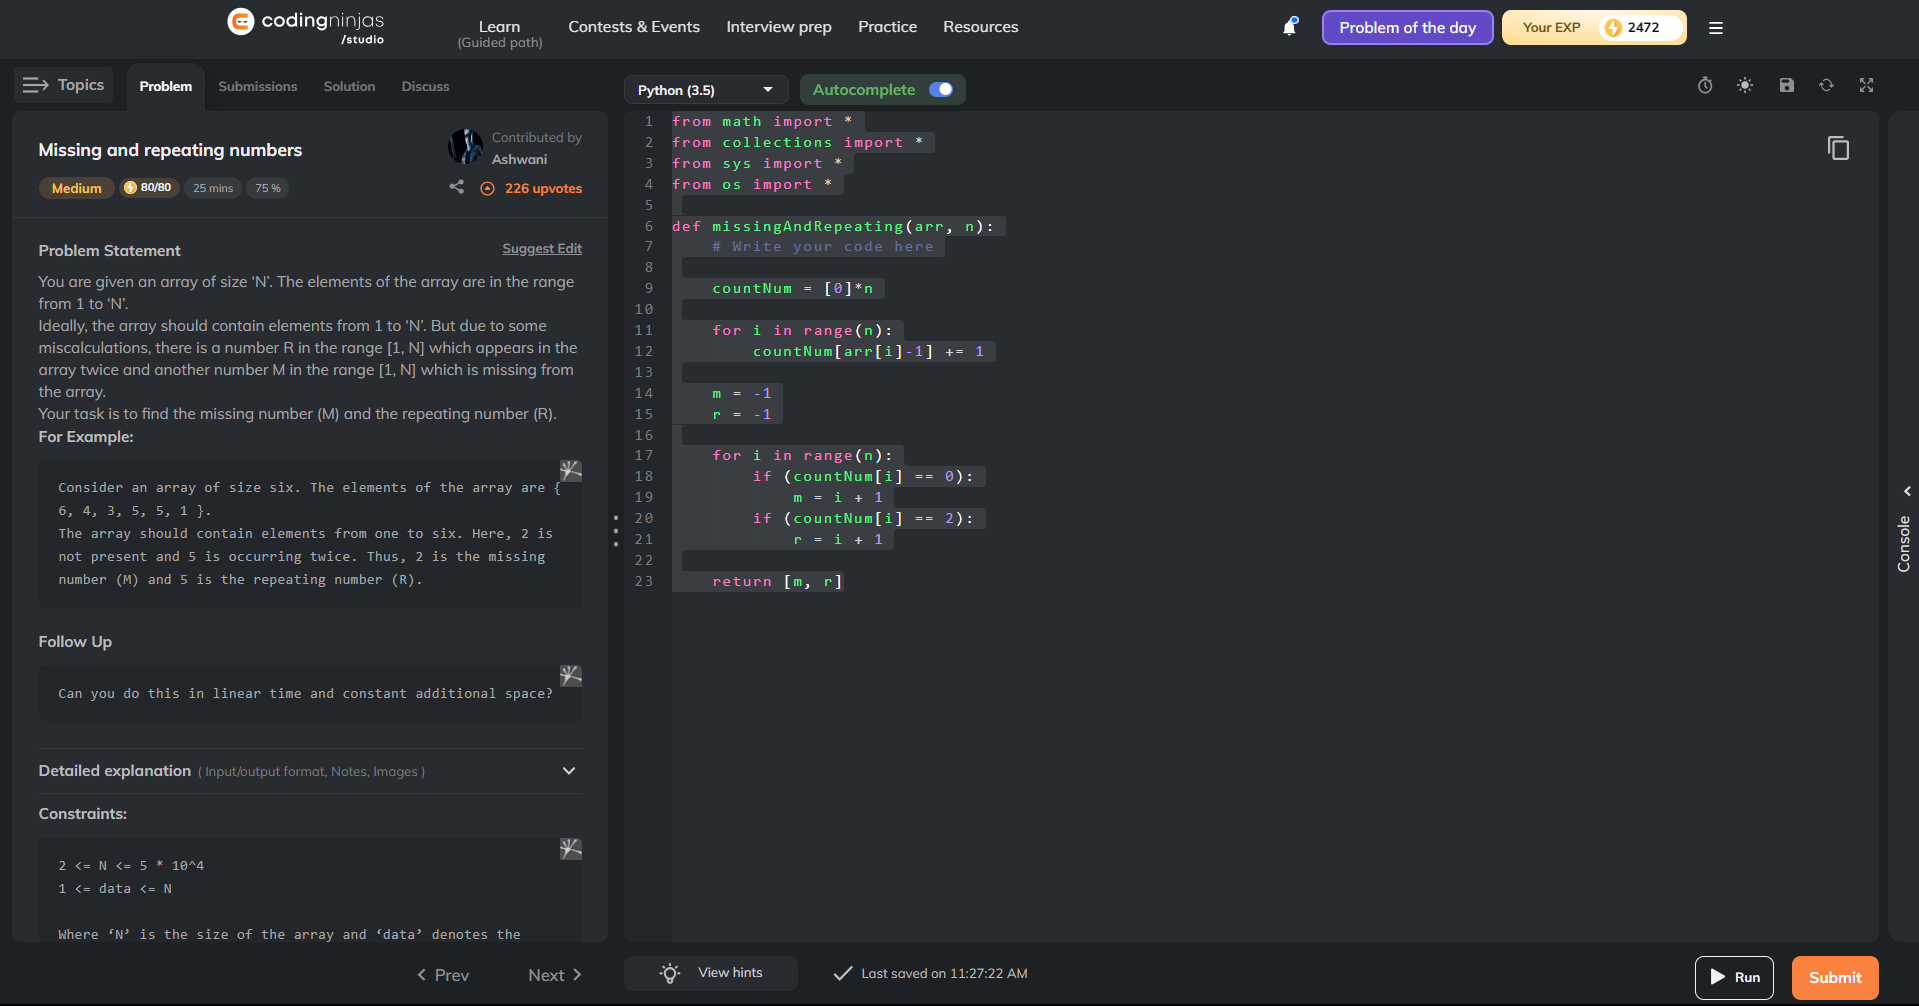 codingninjas
/studio
Learn
(Guided path)
Contests & Events
Interview prep
Practice
Resources
Problem of the day
Your EXP
2472
Topics
Problem
Submissions
Solution
Discuss
Python (3.5)
Autocomplete
Missing and repeating numbers
Contributed by
Ashwani
Medium
80/80
25 mins
75 %
226 upvotes
Problem Statement
Suggest Edit
You are given an array of size ‘N’. The elements of the array are in the range
from 1 to ‘N’.
Ideally, the array should contain elements from 1 to ‘N’. But due to some
miscalculations, there is a number R in the range [1, N] which appears in the
array twice and another number M in the range [1, N] which is missing from
the array.
Your task is to find the missing number (M) and the repeating number (R).
For Example:
Consider an array of size six. The elements of the array are {
6, 4, 3, 5, 5, 1 }.
The array should contain elements from one to six. Here, 2 is
not present and 5 is occurring twice. Thus, 2 is the missing
number (M) and 5 is the repeating number (R).
Follow Up
Can you do this in linear time and constant additional space?
Detailed explanation ( Input/output format, Notes, Images )
Constraints:
2 <= N <= 5 * 10^4
1 <= data <= N
Where ‘N’ is the size of the array and ‘data’ denotes the
Prev
Next
1 from math import *
2 from collections import *
3 from sys import *
4 from os import *
5
6 def missingAndRepeating(arr, n):
7     # Write your code here
8
9     countNum = [0]*n
10
11     for i in range(n):
12         countNum[arr[i]-1] += 1
13
14     m = -1
15     r = -1
16
17     for i in range(n):
18         if (countNum[i] == 0):
19             m = i + 1
20         if (countNum[i] == 2):
21             r = i + 1
22
23     return [m, r]
Console
View hints
Last saved on 11:27:22 AM
Run
Submit